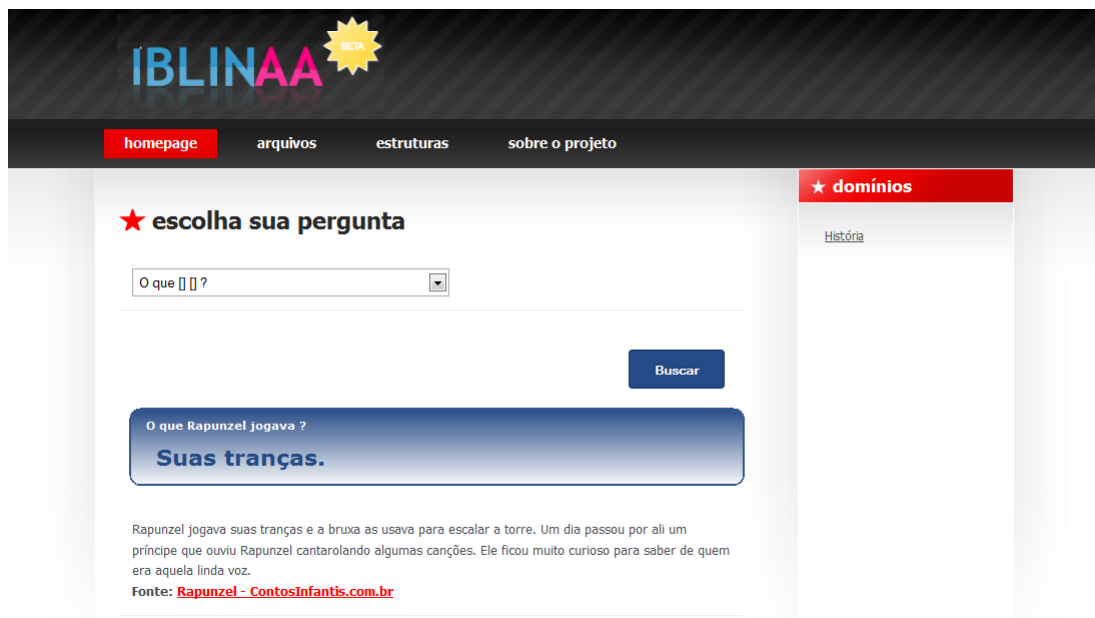 IBLINAA
BETA
homepage arquivos estruturas sobre o projeto
domínios
escolha sua pergunta
História
O que [] [] ?
Buscar
O que Rapunzel jogava ?
Suas tranças.
Rapunzel jogava suas tranças e a bruxa as usava para escalar a torre. Um dia passou por ali um
príncipe que ouviu Rapunzel cantarolando algumas canções. Ele ficou muito curioso para saber de quem
era aquela linda voz.
Fonte: Rapunzel - ContosInfantis.com.br